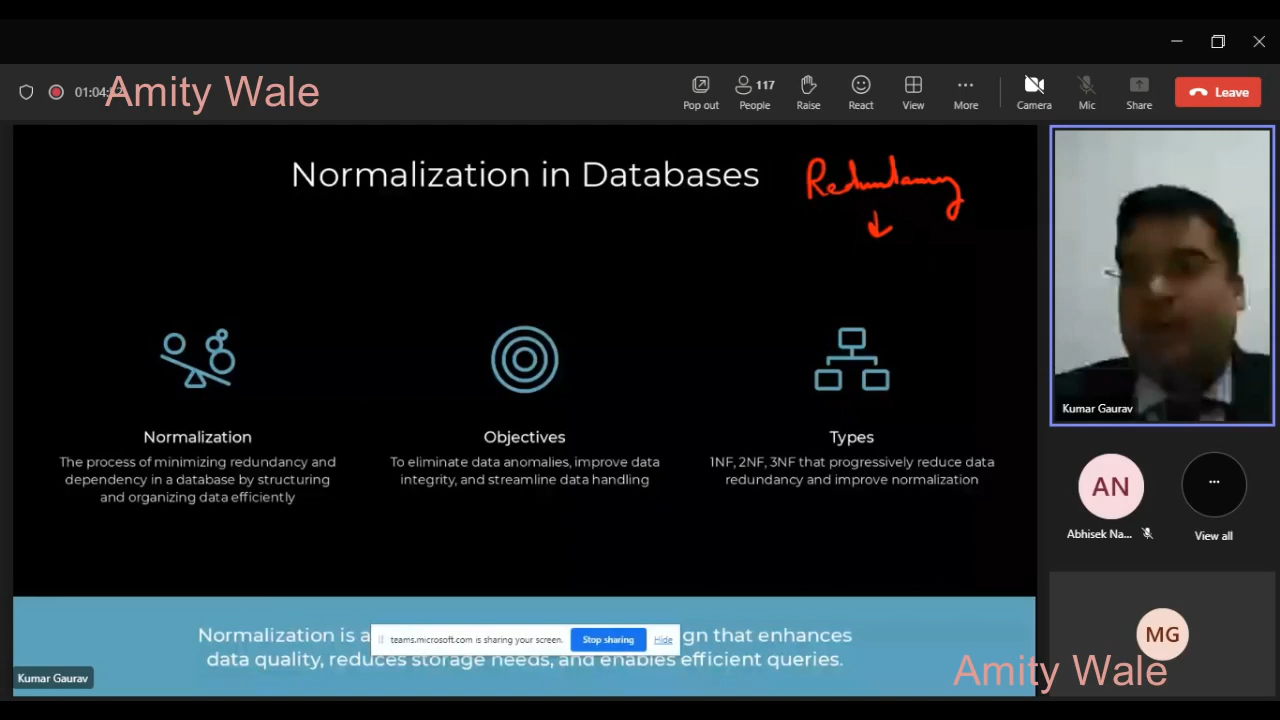 01:04:
Amity Wale
Pop out
117
People
Raise
React
View
More
Camera
Mic
Share
Leave
Normalization in Databases
Redundancy
Normalization
The process of minimizing redundancy and
dependency in a database by structuring
and organizing data efficiently
Objectives
To eliminate data anomalies, improve data
integrity, and streamline data handling
Types
1NF, 2NF, 3NF that progressively reduce data
redundancy and improve normalization
Normalization is a
gn that enhances
data quality, reduces storage needs, and enables efficient queries.
teams.microsoft.com is sharing your screen.
Stop sharing
Hide
Kumar Gaurav
Kumar Gaurav
AN
Abhisek Na...
...
View all
MG
Amity Wale